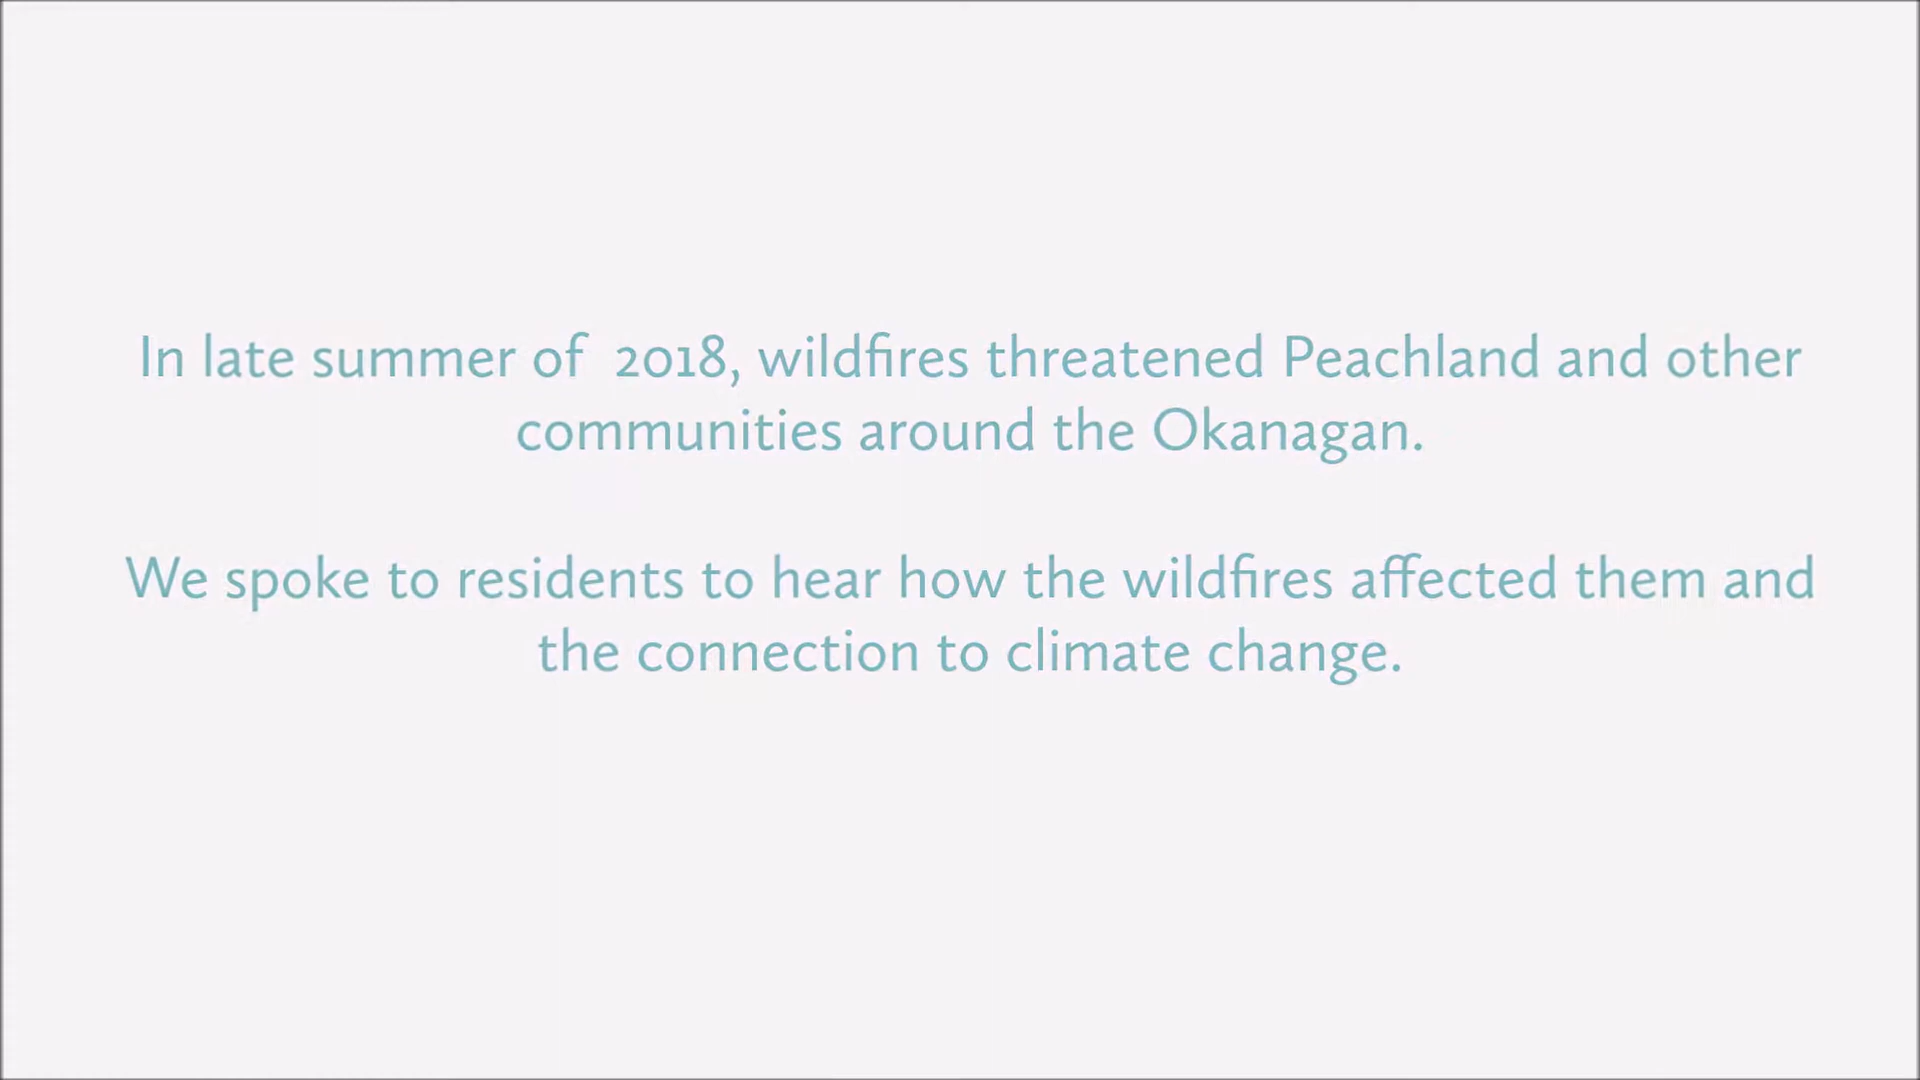 In late summer of  2018, wildfires threatened Peachland and other
communities around the Okanagan.
We spoke to residents to hear how the wildfires affected them and
the connection to climate change.